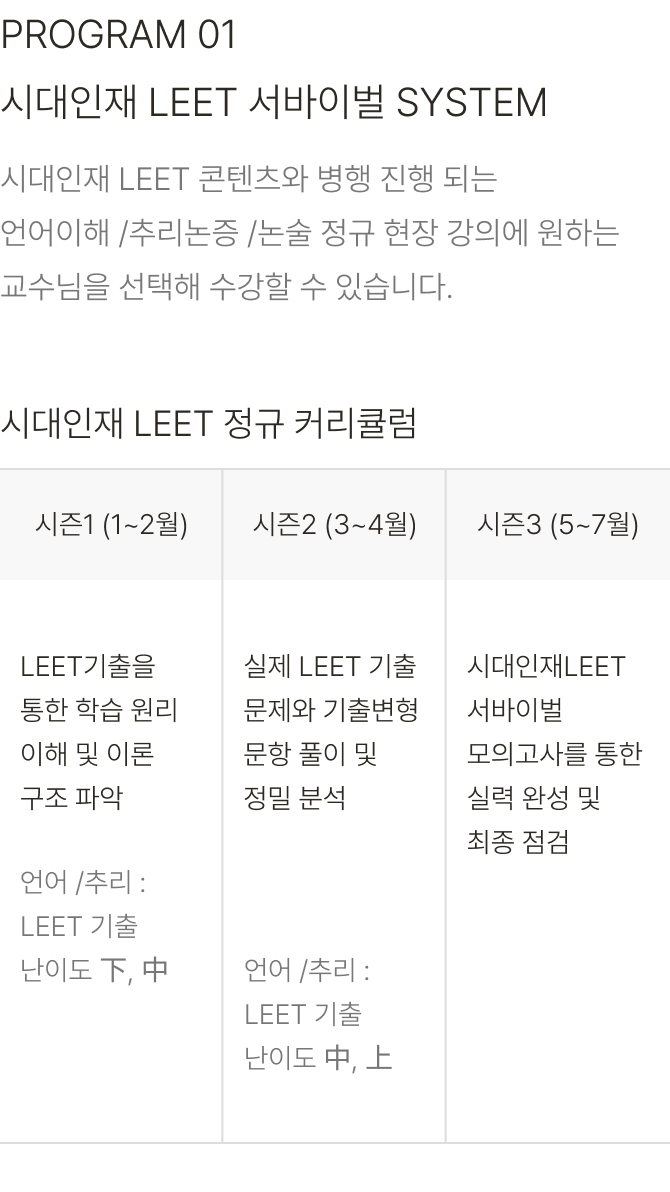 PROGRAM 01
시대인재 LEET 서바이벌 SYSTEM
시대인재 LEET 콘텐츠와 병행 진행 되는
언어이해 /추리논증 /논술 정규 현장 강의에 원하는
교수님을 선택해 수강할 수 있습니다.
시대인재 LEET 정규 커리큘럼
시즌1 (1~2월)
시즌2 (3~4월)
시즌3 (5~7월)
LEET기출을
통한 학습 원리
이해 및 이론
구조 파악
언어 /추리 :
LEET 기출
난이도 下, 中
실제 LEET 기출
문제와 기출변형
문항 풀이 및
정밀 분석
언어 /추리 :
LEET 기출
난이도 中, 上
시대인재LEET
서바이벌
모의고사를 통한
실력 완성 및
최종 점검